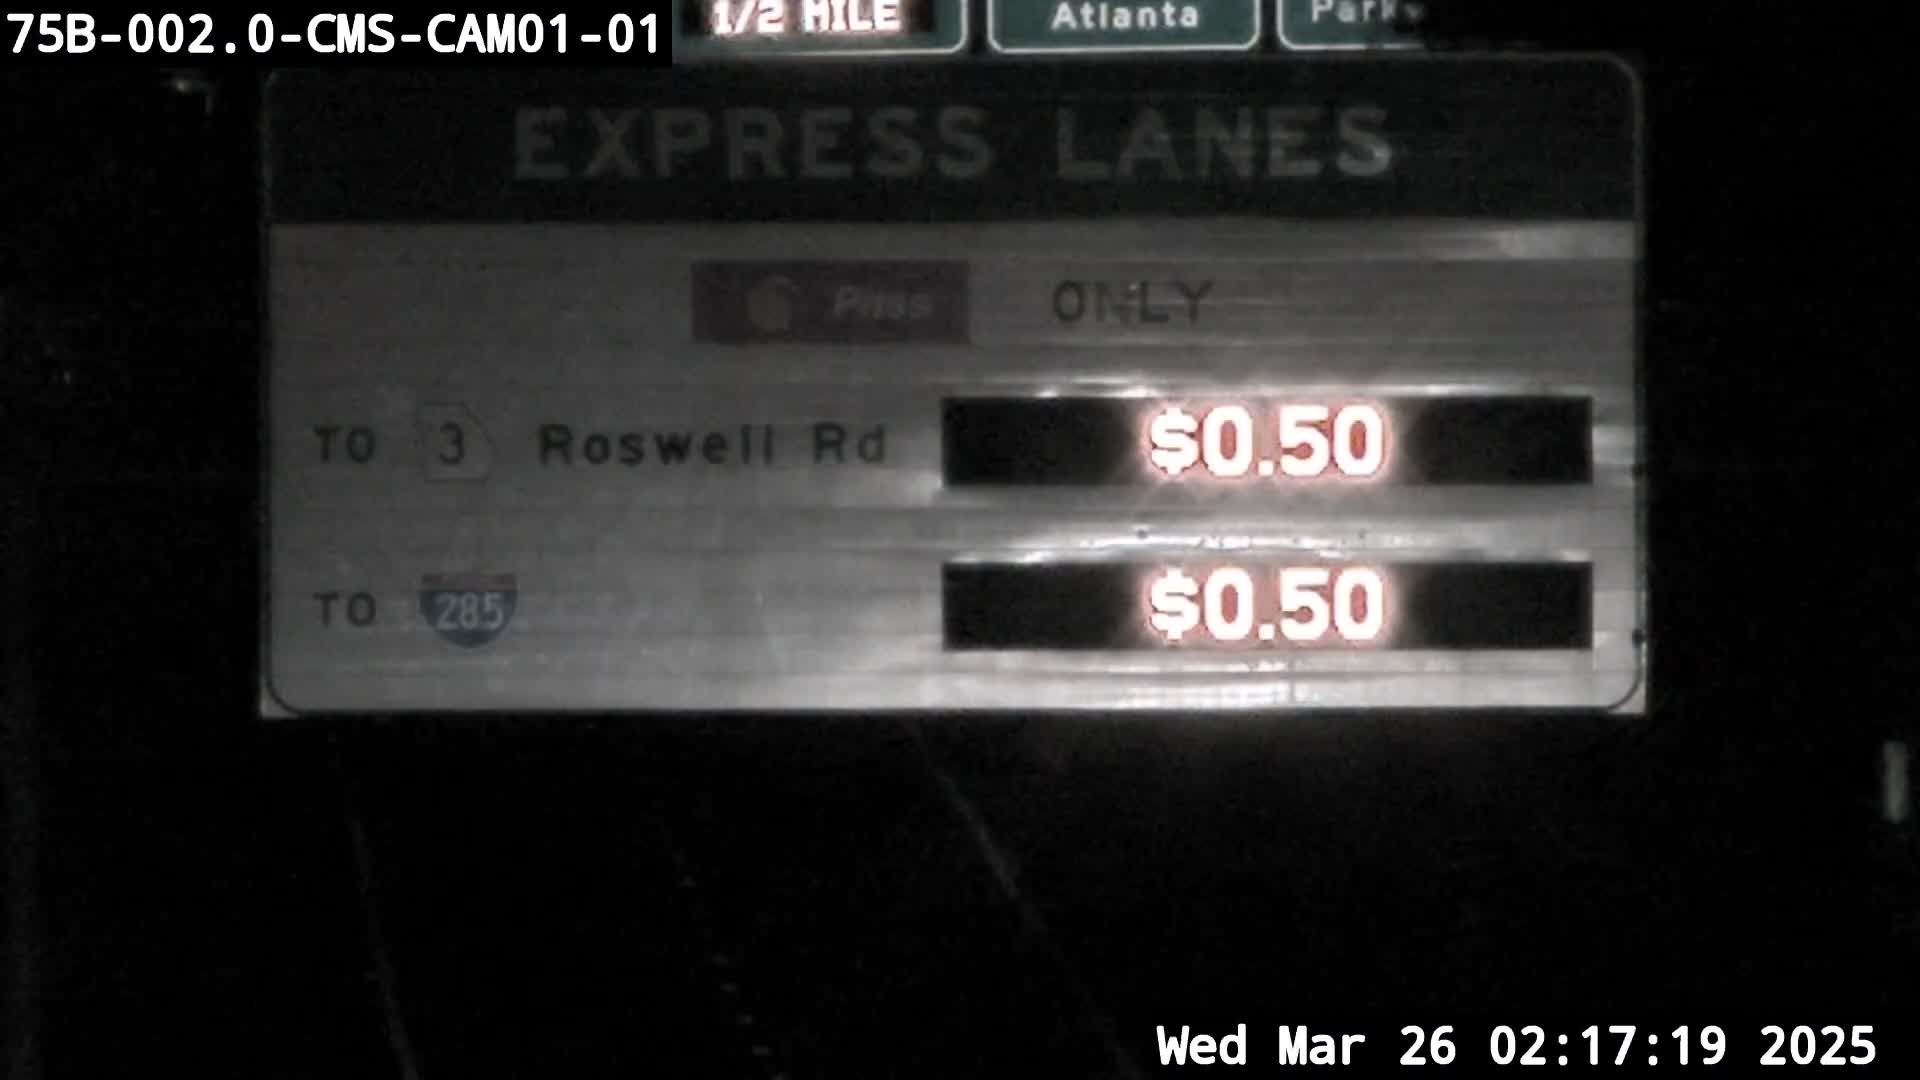 75B-002.0-CMS-CAM01-01
1/2 MILE
Atlanta
EXPRESS LANES
Pass ONLY
TO 3 Roswell Rd $0.50
TO 285 $0.50
Wed Mar 26 02:17:19 2025